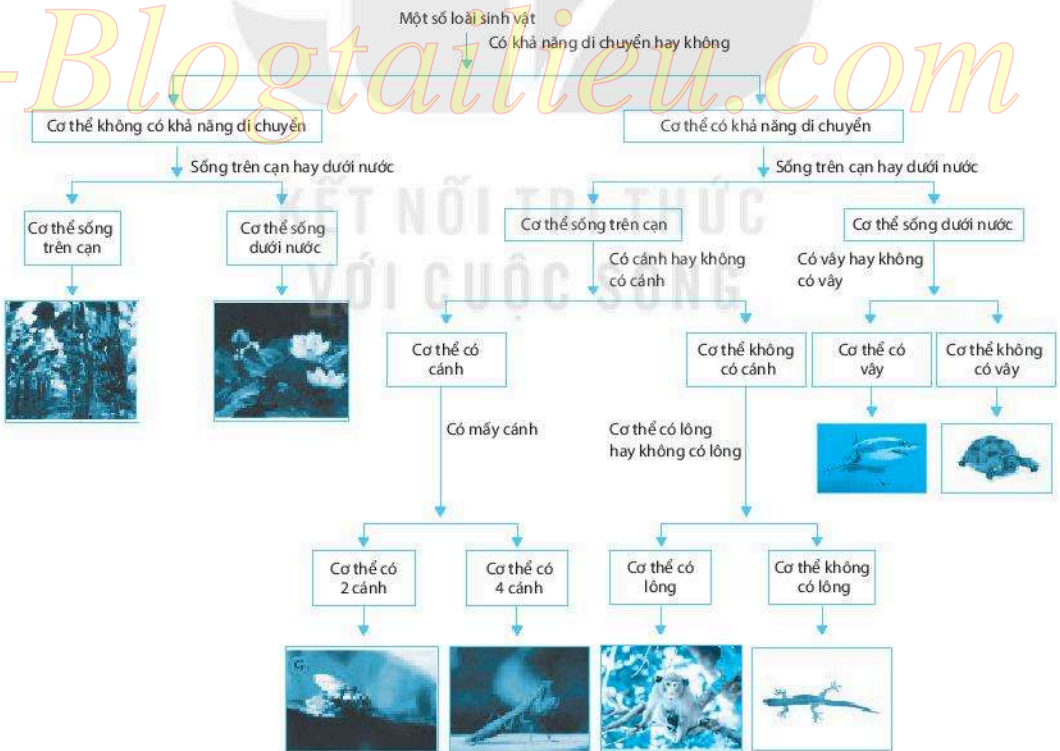 Một số loài sinh vật
Có khả năng di chuyển hay không
-Blogtailieu.com
Cơ thể không có khả năng di chuyển
Cơ thể có khả năng di chuyển
Sống trên cạn hay dưới nước
Sống trên cạn hay dưới nước
KẾT NỐI TRI THỨC
VỚI CUỘC SỐNG
Cơ thể sống
trên cạn
Cơ thể sống
dưới nước
Cơ thể sống trên cạn
Cơ thể sống dưới nước
Có cánh hay không
có cánh
Có vây hay không
có vây
Cơ thể có
cánh
Cơ thể không
có cánh
Cơ thể có
vây
Cơ thể không
có vây
Có mấy cánh
Cơ thể có lông
hay không có lông
Cơ thể có
2 cánh
Cơ thể có
4 cánh
Cơ thể có
lông
Cơ thể không
có lông